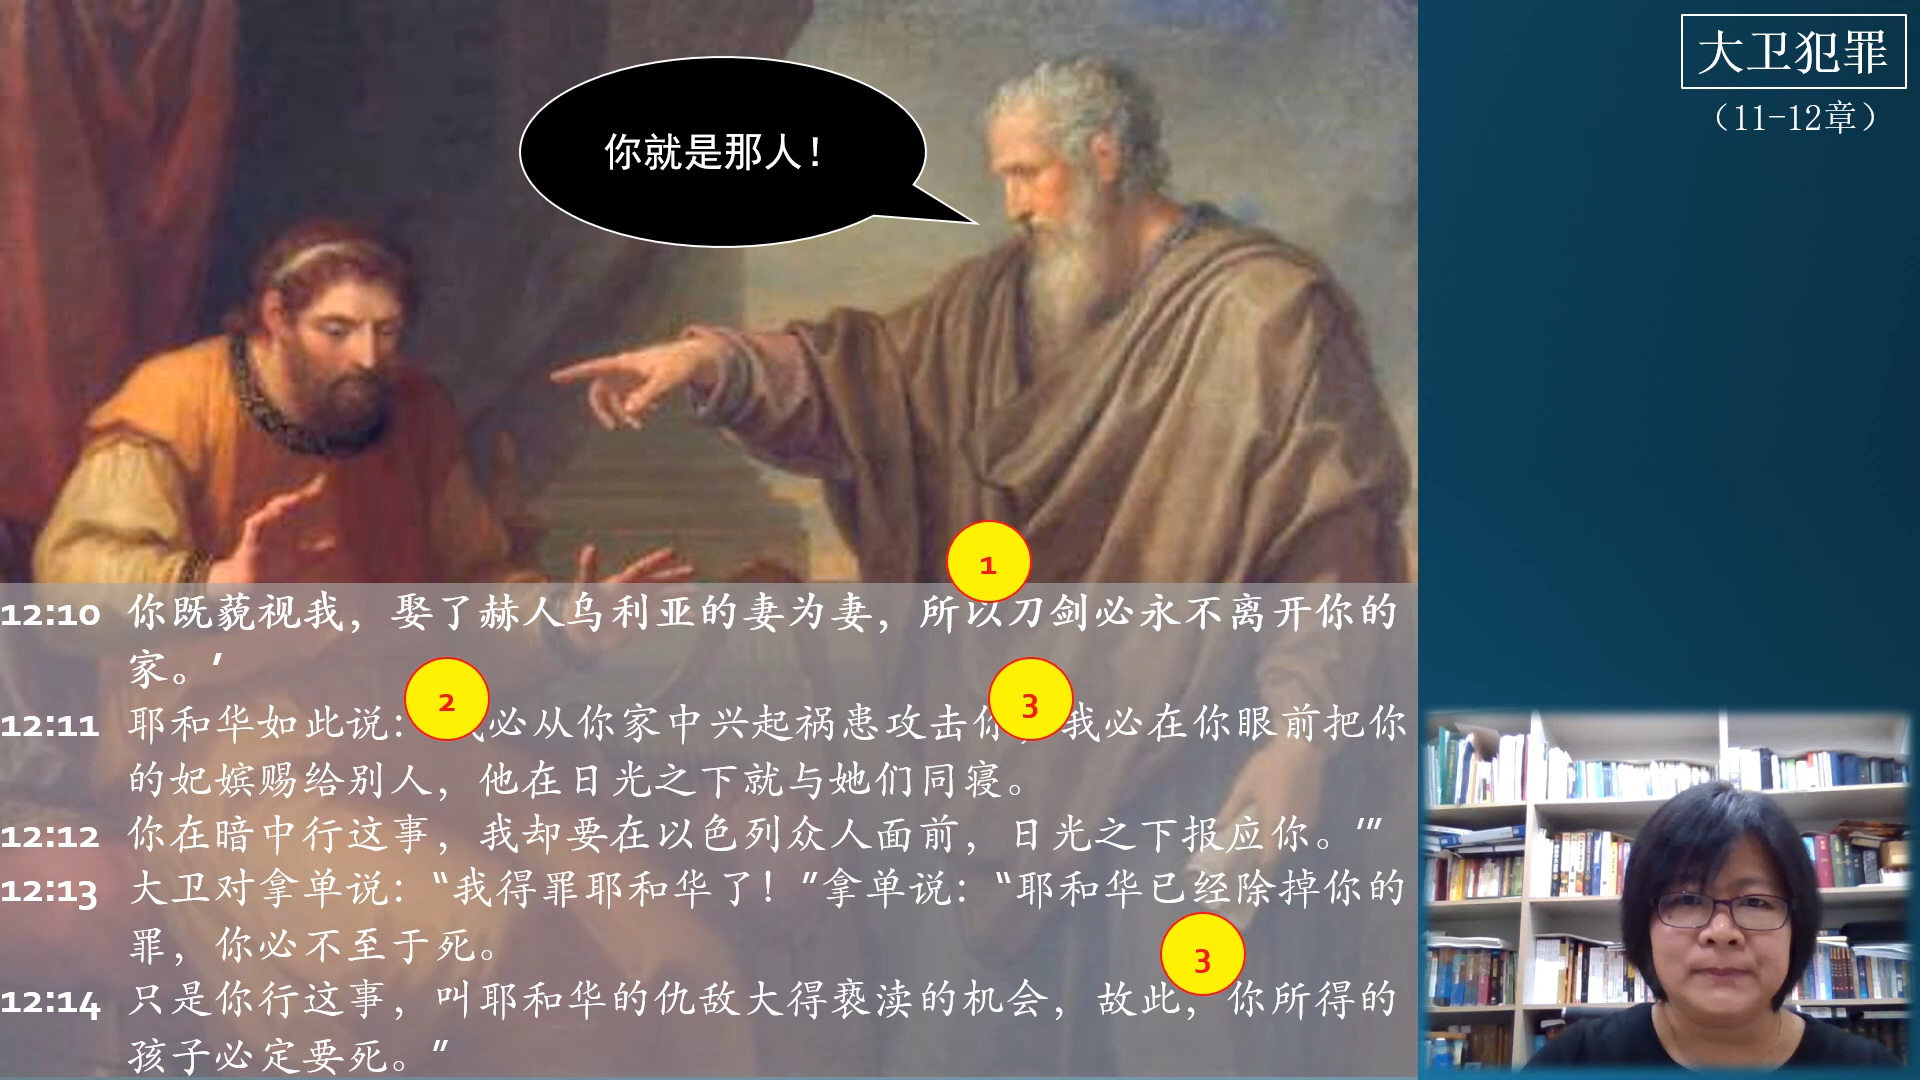 大卫犯罪
（11-12章）
你就是那人！
1
12:10 你既藐视我，娶了赫人乌利亚的妻为妻，所以刀剑必永不离开你的
家。’
2
3
12:11 耶和华如此说：必从你家中兴起祸患攻击你，我必在你眼前把你
的妃嫔赐给别人，他在日光之下就与她们同寝。
12:12 你在暗中行这事，我却要在以色列众人面前，日光之下报应你。’”
12:13 大卫对拿单说：“我得罪耶和华了！”拿单说：“耶和华已经除掉你的
罪，你必不至于死。
3
12:14 只是你行这事，叫耶和华的仇敌大得亵渎的机会，故此，你所得的
孩子必定要死。”